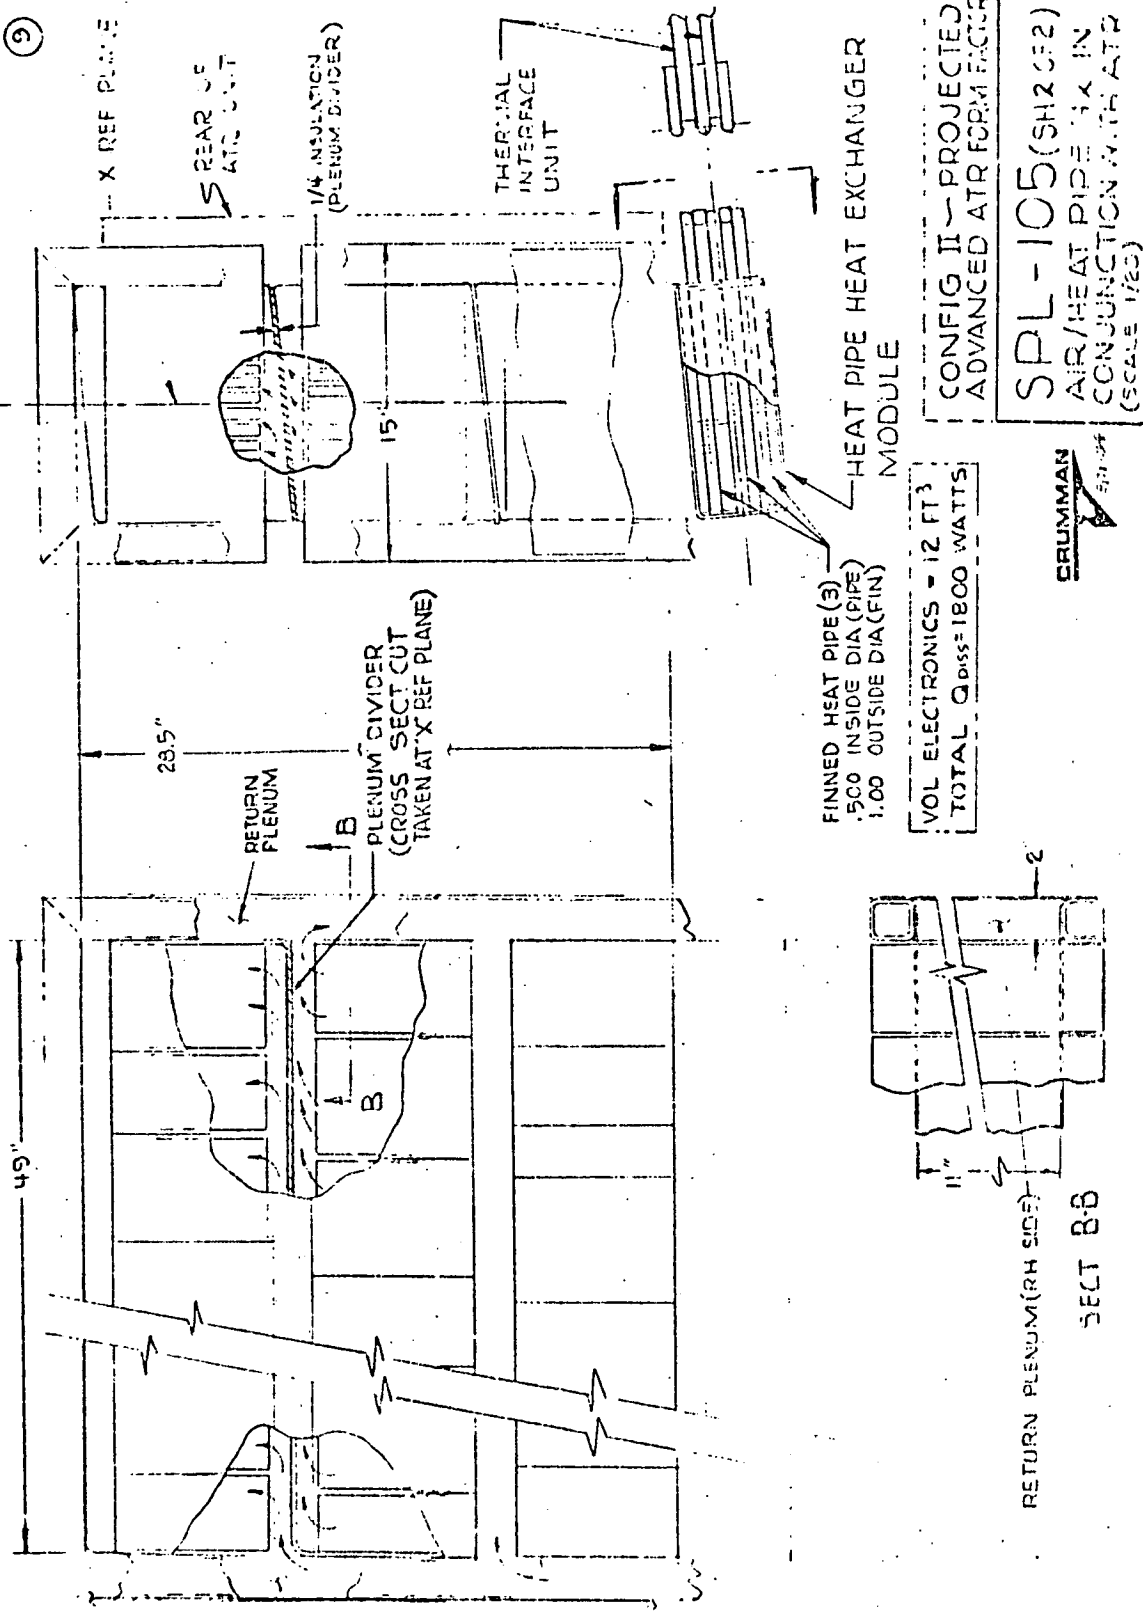 9
X REF PLANE
REAR OF
ATR UNIT
1/4 INSULATION
(PLENUM DIVIDER)
THERMAL
INTERFACE
UNIT
15"
28.5"
49"
RETURN
PLENUM
B
PLENUM DIVIDER
(CROSS SECT CUT
TAKEN AT X REF PLANE)
B
HEAT PIPE HEAT EXCHANGER
MODULE
FINNED HEAT PIPE (3)
.500 INSIDE DIA (PIPE)
1.00 OUTSIDE DIA (FIN)
VOL ELECTRONICS = 12 FT³
TOTAL QDISS = 1800 WATTS
CONFIG II - PROJECTED
ADVANCED ATR FORM FACTOR
SPL-105 (SH 2 OF 2)
AIR/HEAT PIPE HX IN
CONJUNCTION WITH ATR
(SCALE 1/20)
GRUMMAN
2
11"
RETURN PLENUM (RH SIDE)
SECT B-B